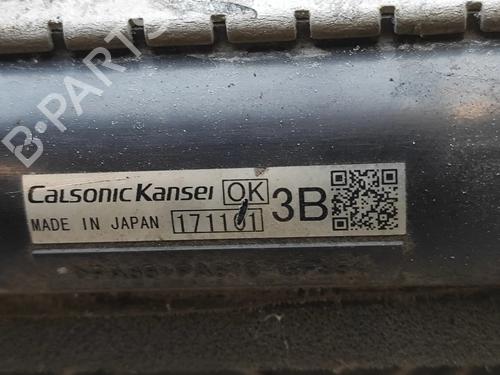 B-PARTS
Calsonic Kansei OK 3B
MADE IN JAPAN 171101